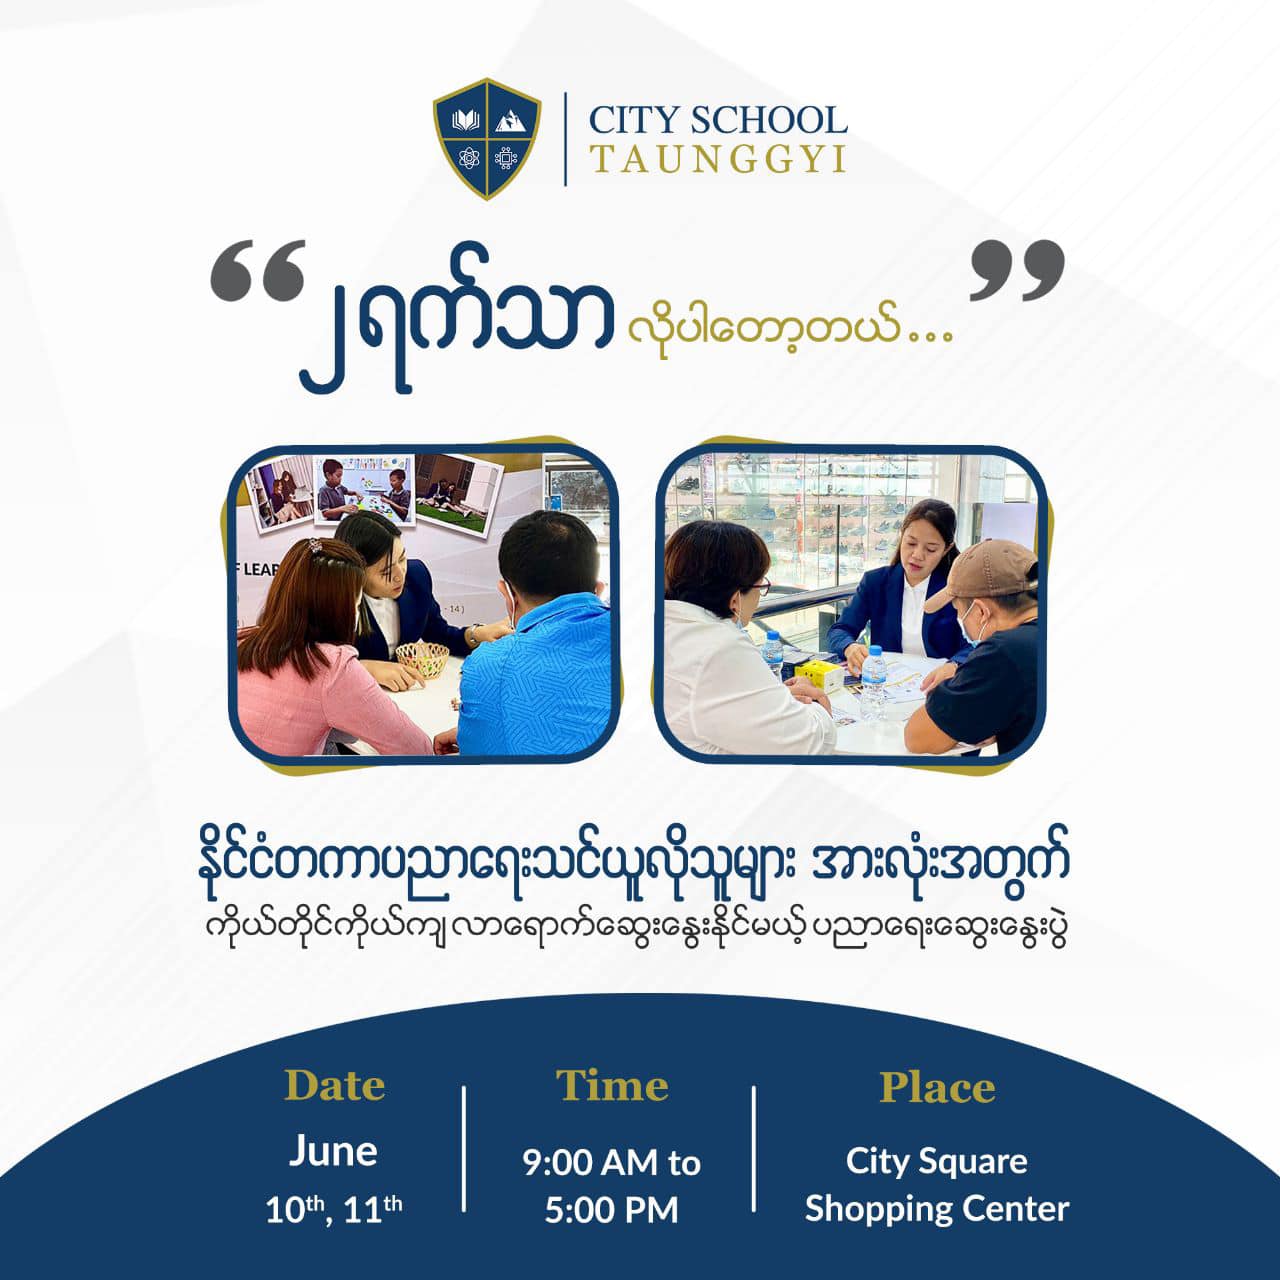 CITY SCHOOL
TAUNGGYI
“၂ရက်သာ လိုပါတော့တယ်...”
F LEAR
- 14 )
နိုင်ငံတကာပညာရေးသင်ယူလိုသူများ အားလုံးအတွက်
ကိုယ်တိုင်ကိုယ်ကျ လာရောက်ဆွေးနွေးနိုင်မယ့် ပညာရေးဆွေးနွေးပွဲ
Date
June
10th, 11th
Time
9:00 AM to
5:00 PM
Place
City Square
Shopping Center